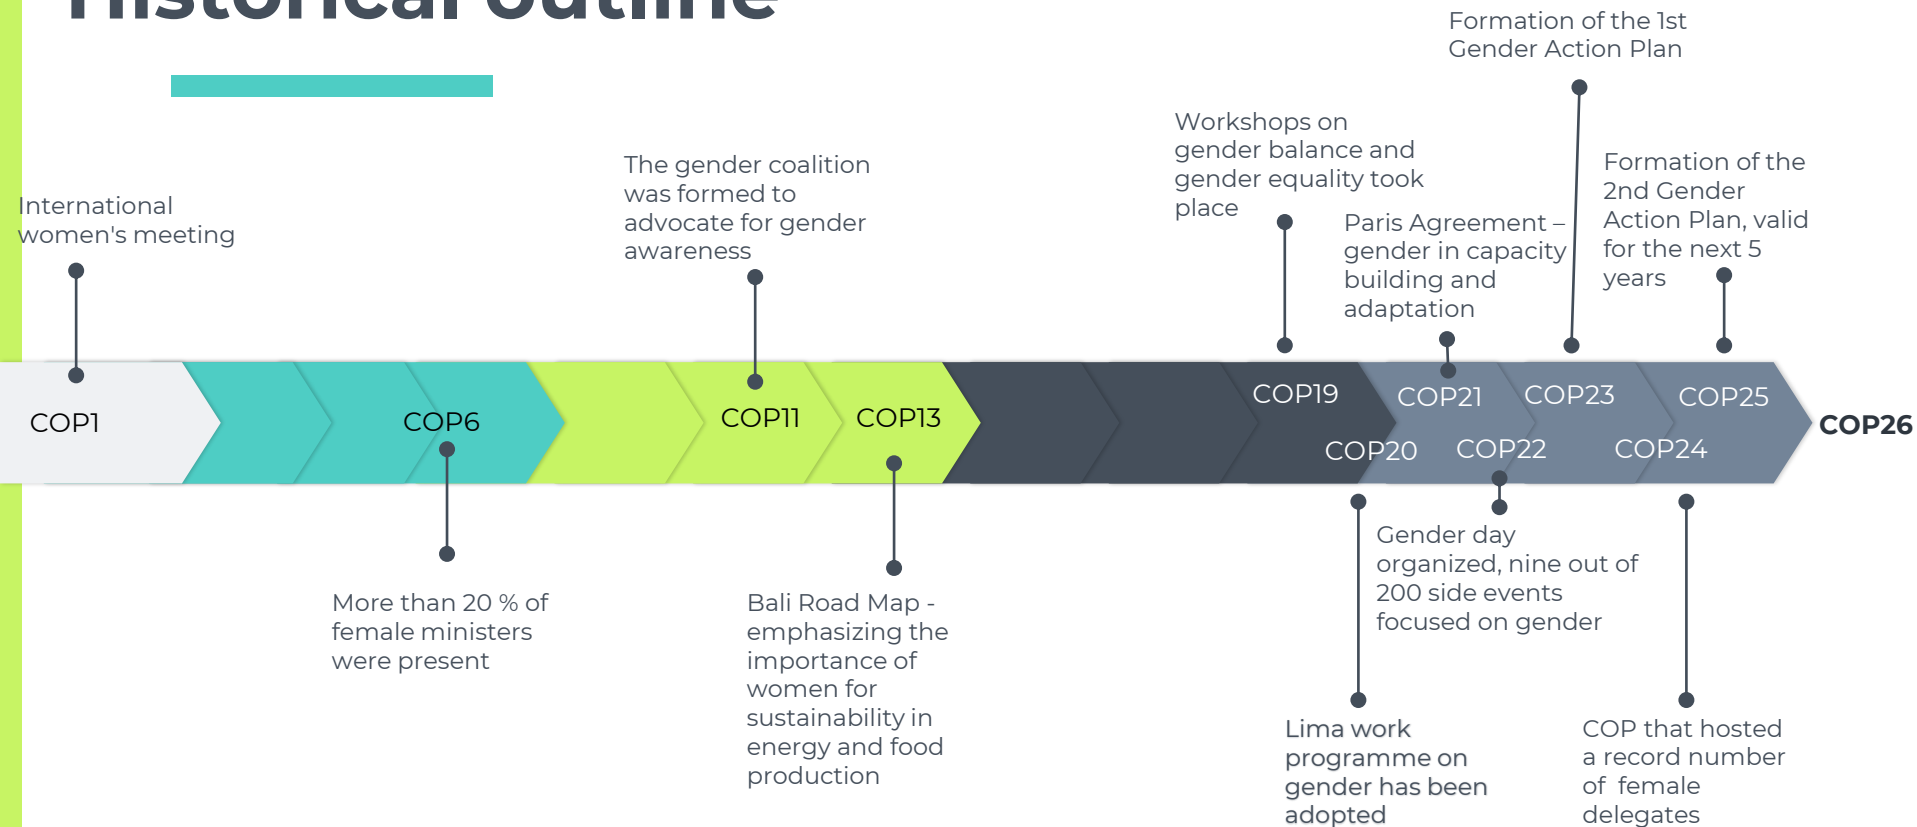 Historical outline
Formation of the 1st
Gender Action Plan
Workshops on
gender balance and
gender equality took
place
The gender coalition
was formed to
advocate for gender
awareness
Formation of the
2nd Gender
Action Plan, valid
for the next 5
years
International
women's meeting
Paris Agreement –
gender in capacity
building and
adaptation
COP1
COP6
COP11
COP13
COP19
COP20
COP21
COP22
COP23
COP24
COP25
COP26
More than 20 % of
female ministers
were present
Bali Road Map -
emphasizing the
importance of
women for
sustainability in
energy and food
production
Gender day
organized, nine out of
200 side events
focused on gender
Lima work
programme on
gender has been
adopted
COP that hosted
a record number
of  female
delegates